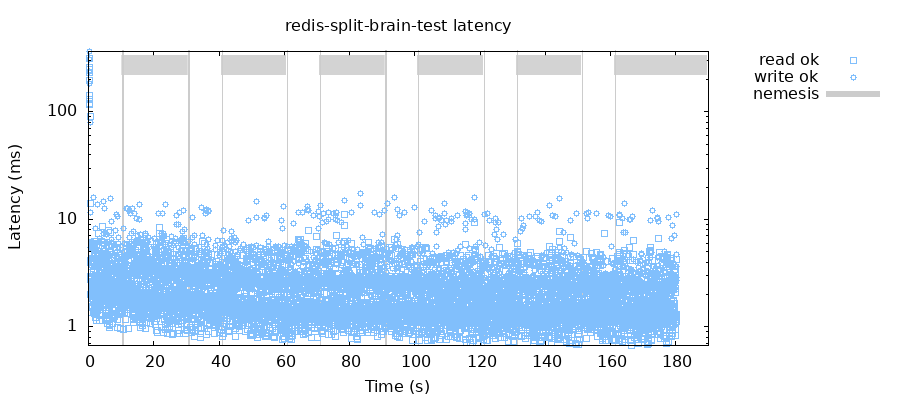 redis-split-brain-test latency
read ok
write ok
nemesis
Latency (ms)
100
10
1
0 20 40 60 80 100 120 140 160 180
Time (s)